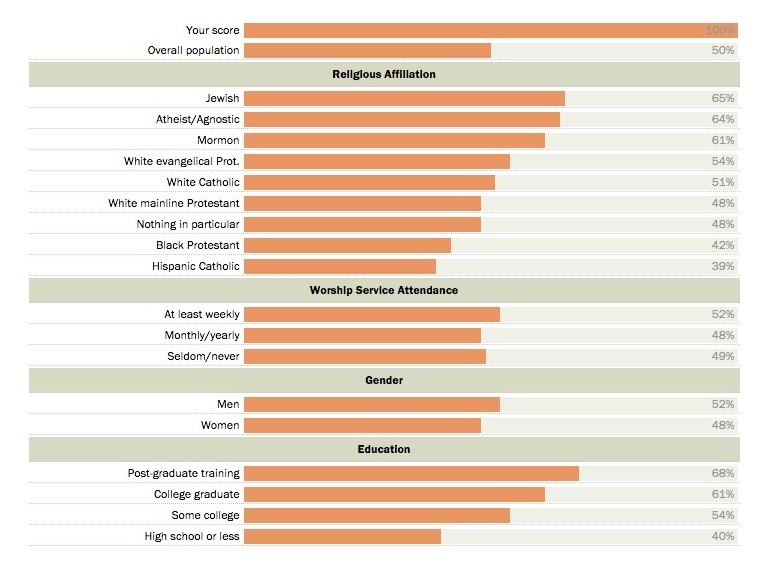 Your score 100%
Overall population 50%
Religious Affiliation
Jewish 65%
Atheist/Agnostic 64%
Mormon 61%
White evangelical Prot. 54%
White Catholic 51%
White mainline Protestant 48%
Nothing in particular 48%
Black Protestant 42%
Hispanic Catholic 39%
Worship Service Attendance
At least weekly 52%
Monthly/yearly 48%
Seldom/never 49%
Gender
Men 52%
Women 48%
Education
Post-graduate training 68%
College graduate 61%
Some college 54%
High school or less 40%